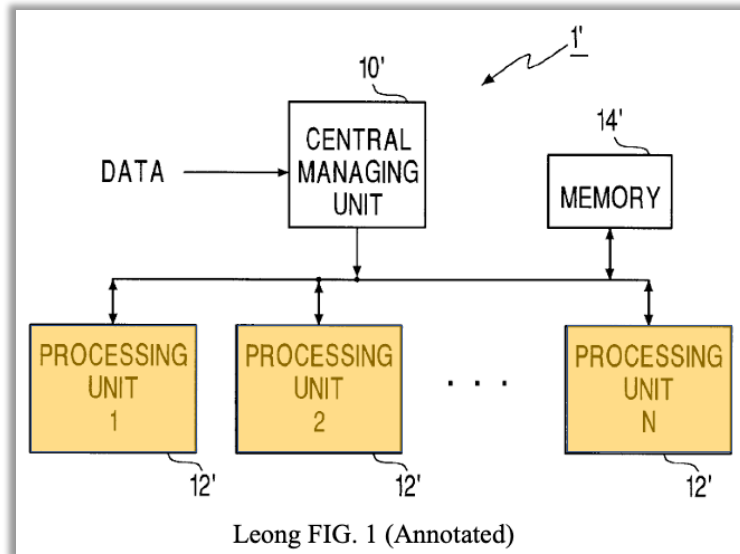 1'
10'
CENTRAL
MANAGING
UNIT
DATA
14'
MEMORY
PROCESSING
UNIT
1
12'
PROCESSING
UNIT
2
12'
. . .
PROCESSING
UNIT
N
12'
Leong FIG. 1 (Annotated)